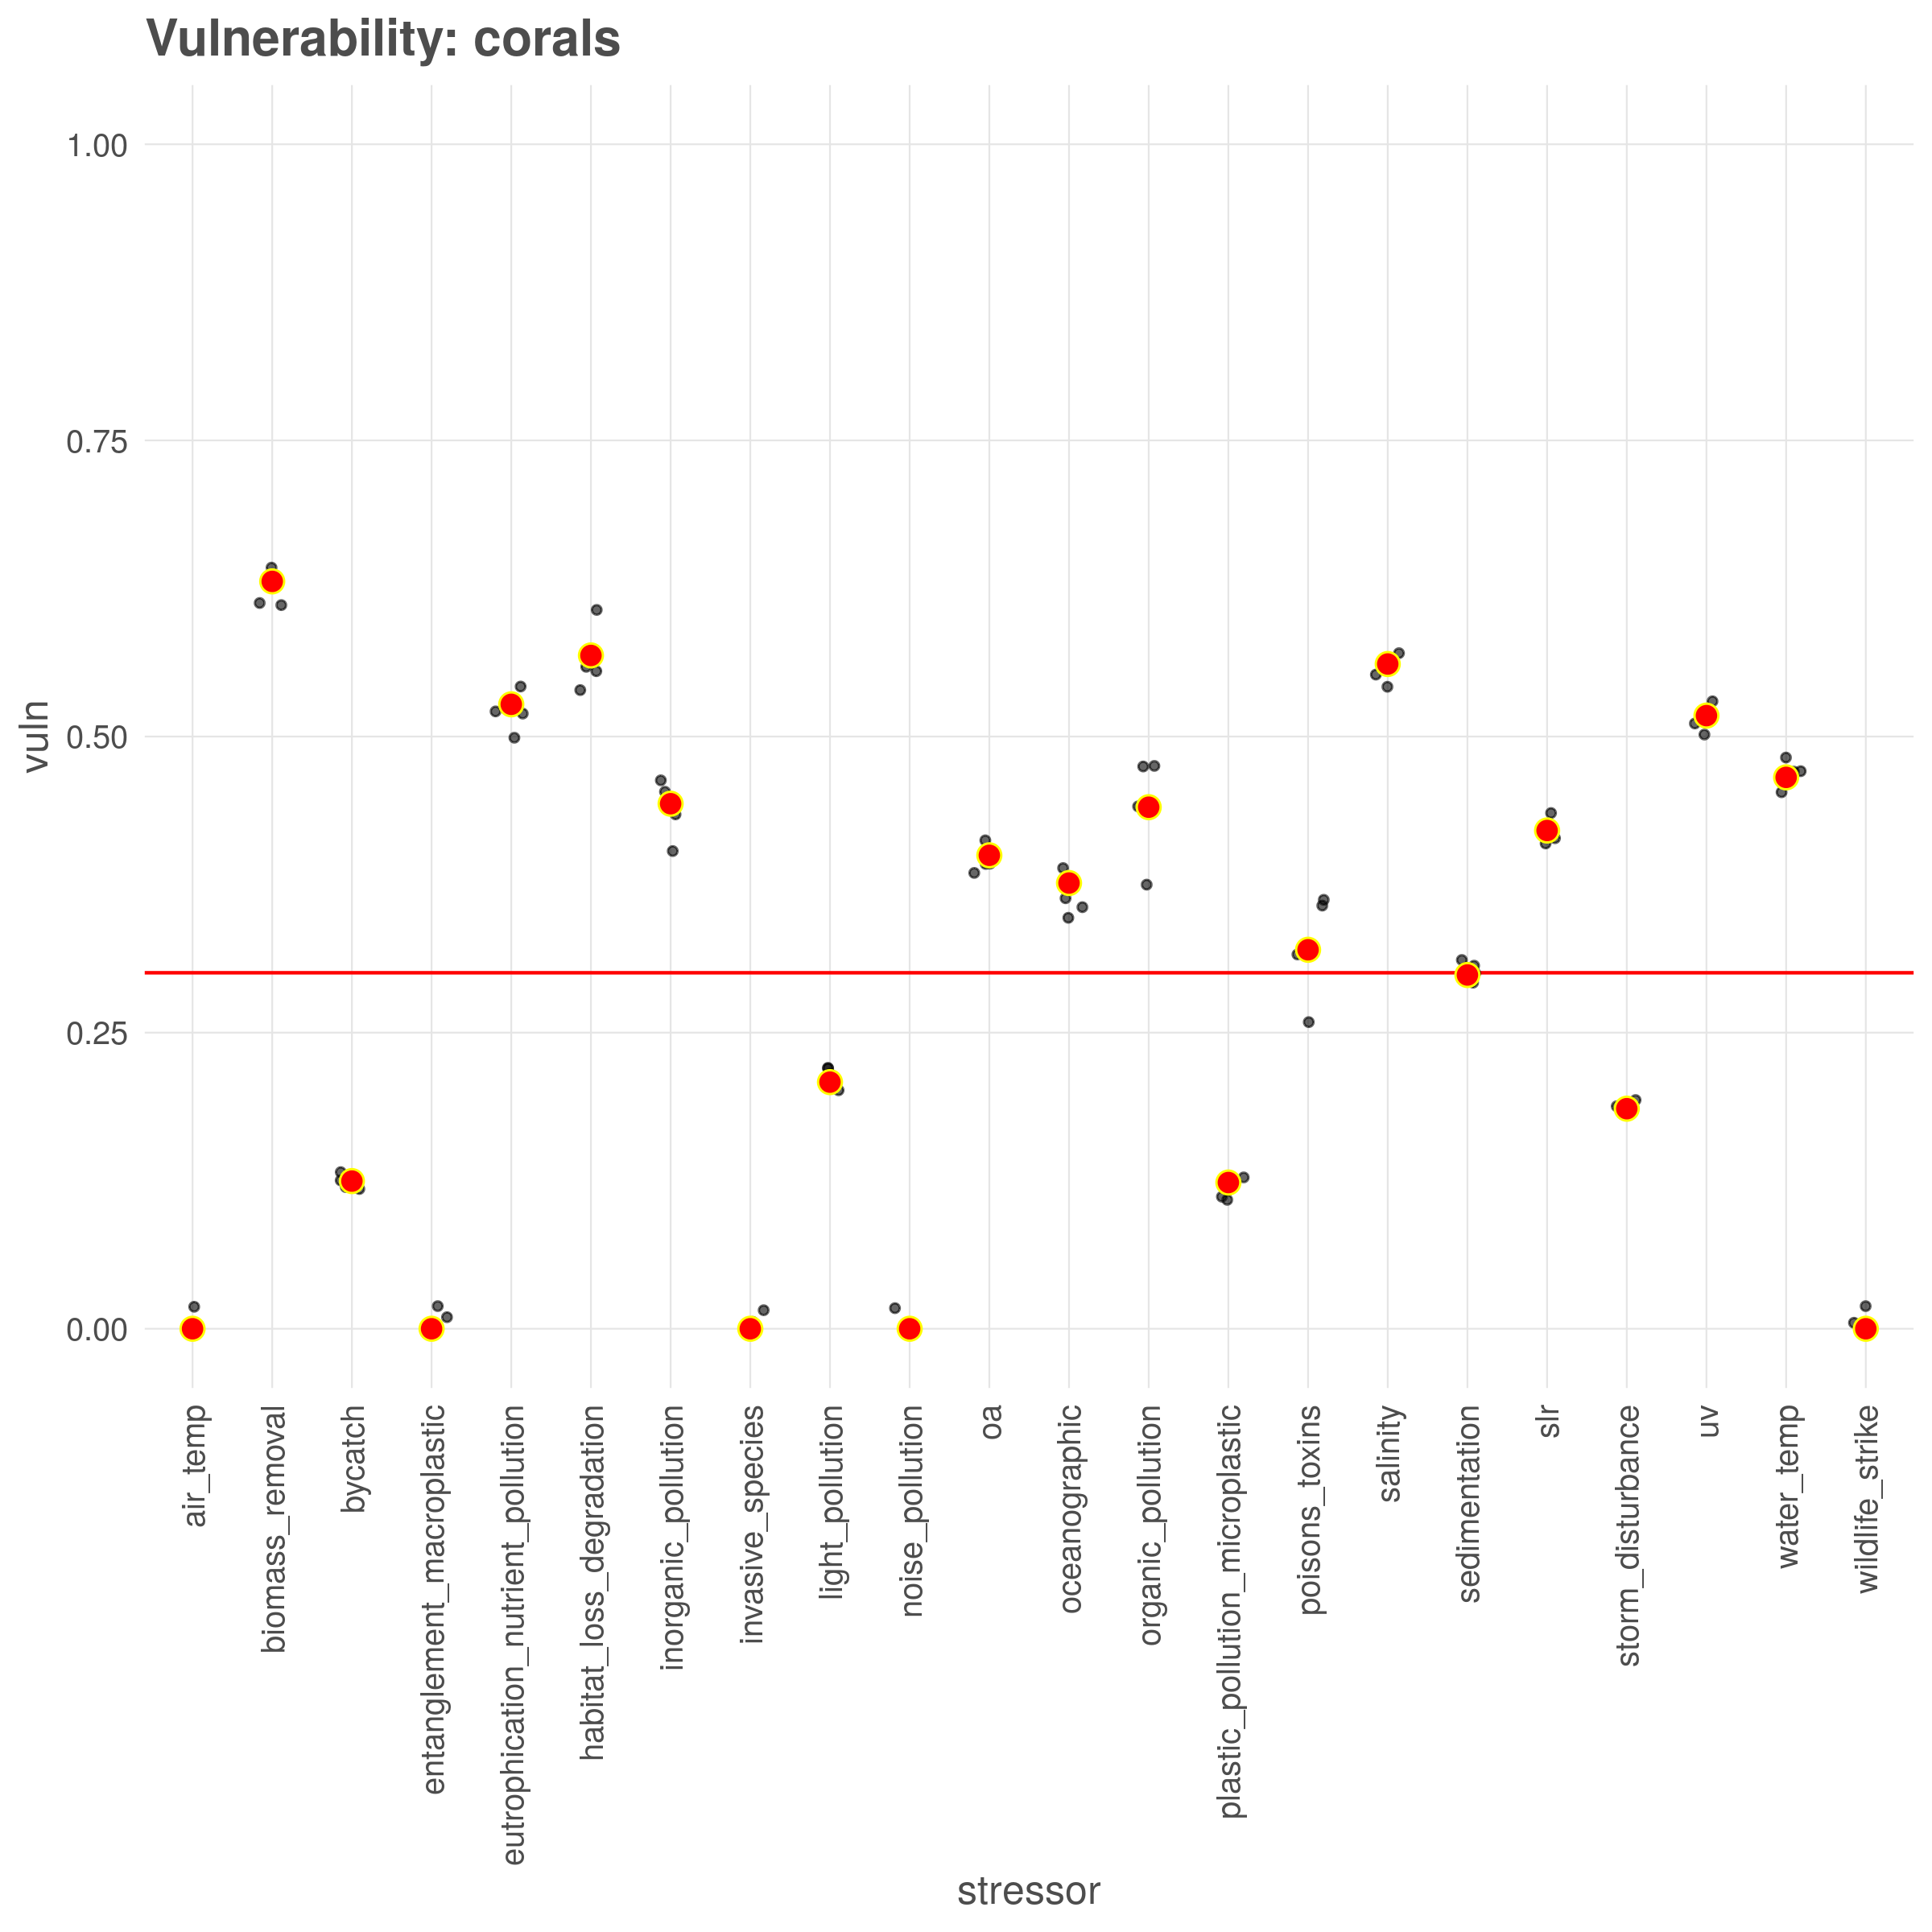 Vulnerability: corals
vuln
1.00
0.75
0.50
0.25
0.00
air_temp
biomass_removal
bycatch
entanglement_macroplastic
eutrophication_nutrient_pollution
habitat_loss_degradation
inorganic_pollution
invasive_species
light_pollution
noise_pollution
oa
oceanographic
organic_pollution
plastic_pollution_microplastic
poisons_toxins
salinity
sedimentation
slr
storm_disturbance
uv
water_temp
wildlife_strike
stressor